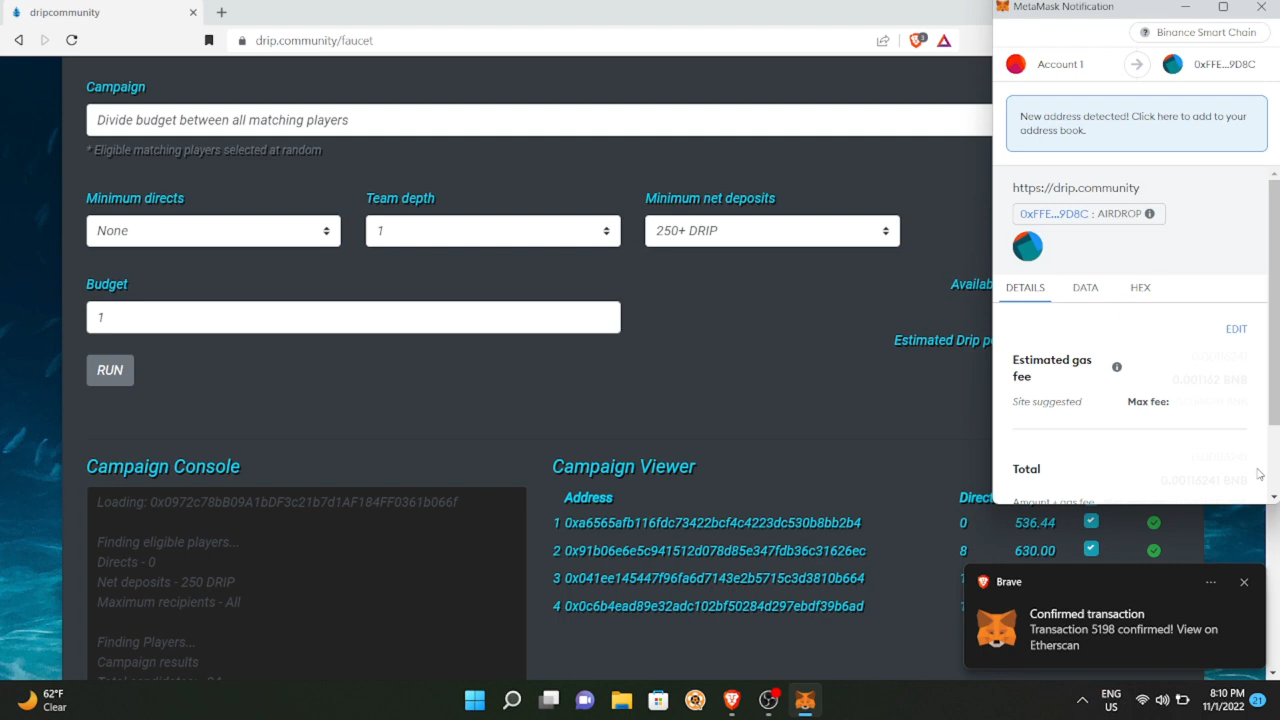 dripcommunity
drip.community/faucet
3
Campaign
Divide budget between all matching players
* Eligible matching players selected at random
Minimum directs
Team depth
Minimum net deposits
None
1
250+ DRIP
Budget
1
RUN
Estimated Drip
Campaign Console
Loading: 0x0972c78bB09A1bDF3c21b7d1AF184FF0361b066f
Finding eligible players...
Directs - 0
Net deposits - 250 DRIP
Maximum recipients - All
Finding Players...
Campaign results
Campaign Viewer
Address
1 0xa6565afb116fdc73422bcf4c4223dc530b8bb2b4
0
536.44
2 0x91b06e6e5c941512d078d85e347fdb36c31626ec
8
630.00
3 0x041ee145447f96fa6d7143e2b5715c3d3810b664
4 0x0c6b4ead89e32adc102bf50284d297ebdf39b6ad
MetaMask Notification
Binance Smart Chain
Account 1
0xFFE...9D8C
New address detected! Click here to add to your
address book.
https://drip.community
0xFFE...9D8C : AIRDROP
DETAILS
DATA
HEX
EDIT
Estimated gas
fee
0.001162 BNB
Site suggested
Max fee:
Total
0.00116241 BNB
Amount + gas fee
Brave
Confirmed transaction
Transaction 5198 confirmed! View on
Etherscan
62°F
Clear
ENG
US
8:10 PM
11/1/2022
21